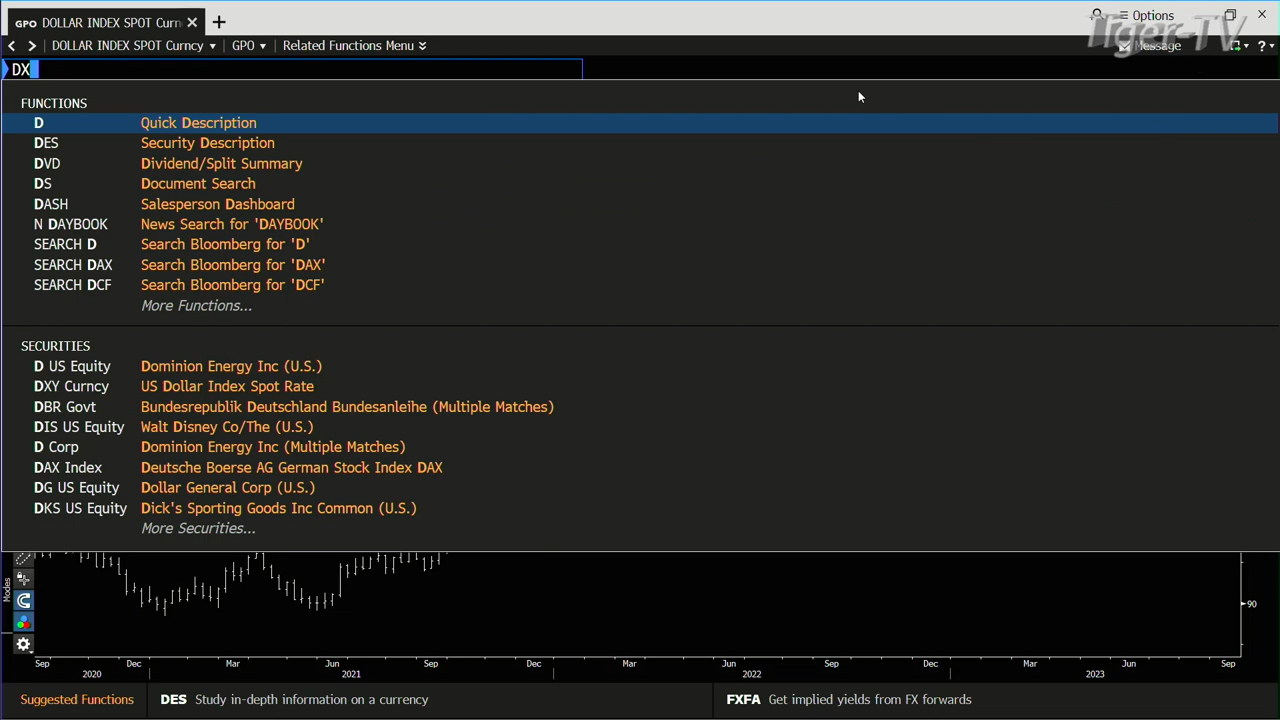 GPO DOLLAR INDEX SPOT Curn
Options
DOLLAR INDEX SPOT Curncy GPO Related Functions Menu
Message
Tiger-TV
DX
FUNCTIONS
D Quick Description
DES Security Description
DVD Dividend/Split Summary
DS Document Search
DASH Salesperson Dashboard
N DAYBOOK News Search for 'DAYBOOK'
SEARCH D Search Bloomberg for 'D'
SEARCH DAX Search Bloomberg for 'DAX'
SEARCH DCF Search Bloomberg for 'DCF'
More Functions...
SECURITIES
D US Equity Dominion Energy Inc (U.S.)
DXY Curncy US Dollar Index Spot Rate
DBR Govt Bundesrepublik Deutschland Bundesanleihe (Multiple Matches)
DIS US Equity Walt Disney Co/The (U.S.)
D Corp Dominion Energy Inc (Multiple Matches)
DAX Index Deutsche Boerse AG German Stock Index DAX
DG US Equity Dollar General Corp (U.S.)
DKS US Equity Dick's Sporting Goods Inc Common (U.S.)
More Securities...
Modes
90
Sep Dec Mar Jun Sep Dec Mar Jun Sep Dec Mar Jun Sep
2020 2021 2022 2023
Suggested Functions DES Study in-depth information on a currency FXFA Get implied yields from FX forwards